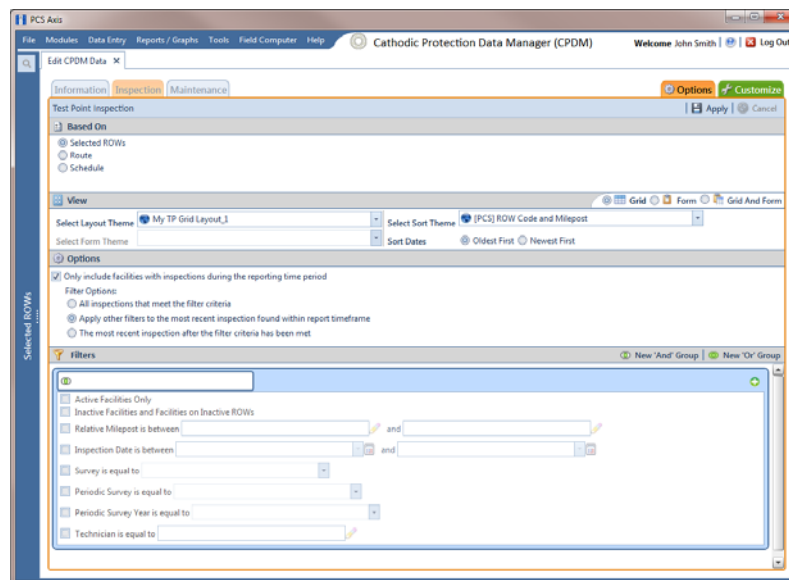 PCS Axis
File Modules Data Entry Reports / Graphs Tools Field Computer Help Cathodic Protection Data Manager (CPDM) Welcome John Smith | Log Out
Edit CPDM Data
Information Inspection Maintenance Options Customize
Test Point Inspection Apply | Cancel
Based On
Selected ROWs
Route
Schedule
View Grid Form Grid And Form
Select Layout Theme My TP Grid Layout_1 Select Sort Theme [PCS] ROW Code and Milepost
Select Form Theme Sort Dates Oldest First Newest First
Options
Only include facilities with inspections during the reporting time period
Filter Options:
All inspections that meet the filter criteria
Apply other filters to the most recent inspection found within report timeframe
The most recent inspection after the filter criteria has been met
Selected ROWs
Filters New 'And' Group | New 'Or' Group
Active Facilities Only
Inactive Facilities and Facilities on Inactive ROWs
Relative Milepost is between and
Inspection Date is between and
Survey is equal to
Periodic Survey is equal to
Periodic Survey Year is equal to
Technician is equal to